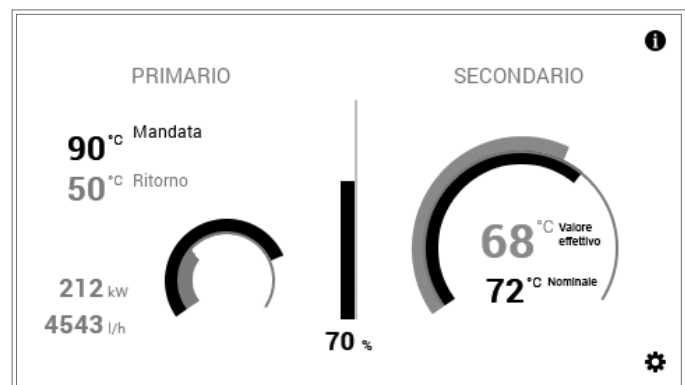 PRIMARIO
90 °C Mandata
50 °C Ritorno
212 kW
4543 l/h
70 %
SECONDARIO
68 °C Valore
effettivo
72 °C Nominale